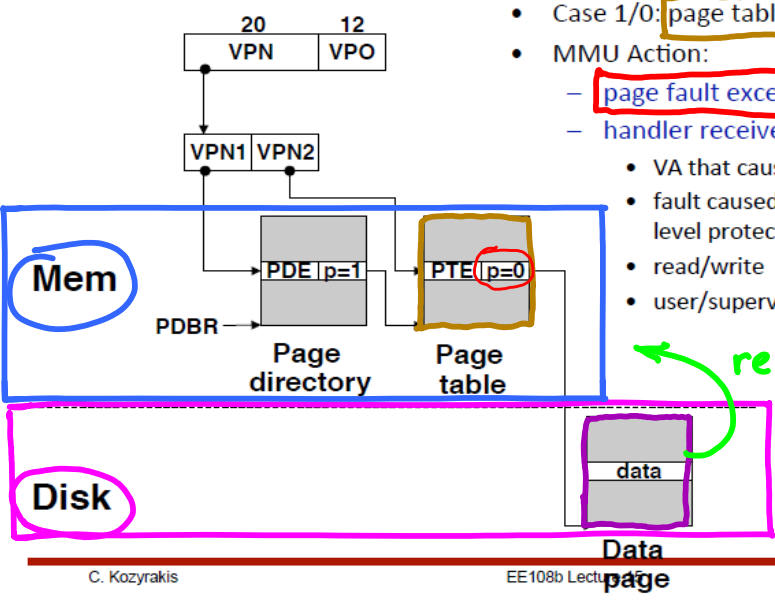 20 12
VPN VPO
VPN1 VPN2
Mem
PDE p=1
PTE p=0
PDBR
Page directory
Page table
Disk
data
Data page
• Case 1/0: page tabl
• MMU Action:
– page fault exce
– handler receive
• VA that caus
• fault caused
level protec
• read/write
• user/superv
re
C. Kozyrakis
EE108b Lecture 15